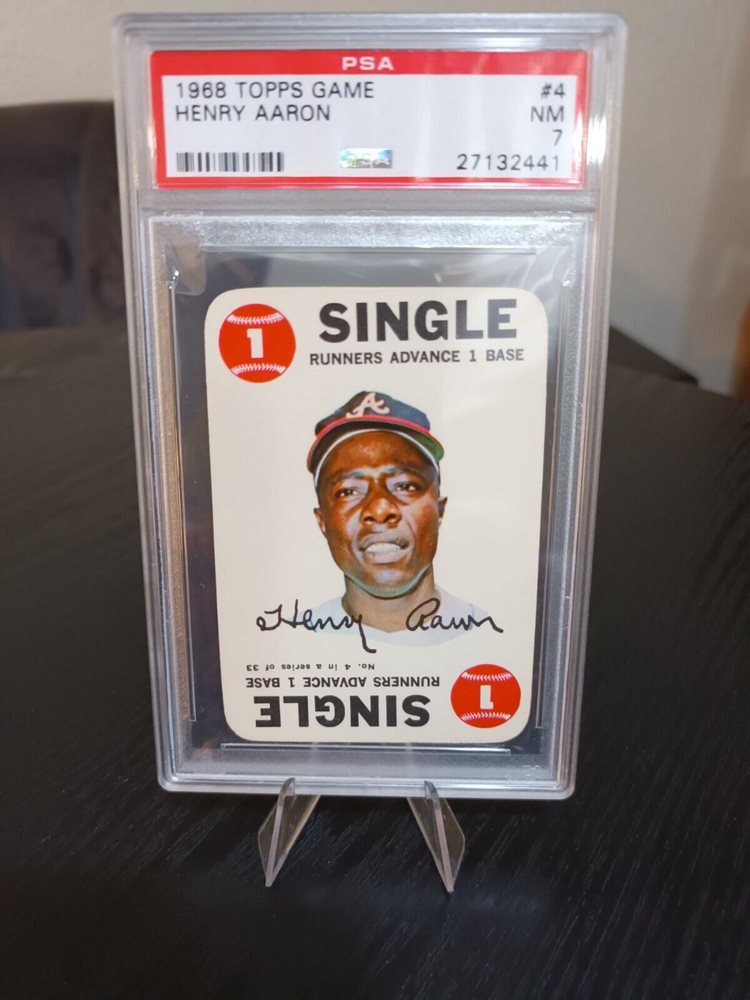 PSA
1968 TOPPS GAME #4
HENRY AARON NM
7
27132441
1 SINGLE
RUNNERS ADVANCE 1 BASE
A
Henry Aaron
No. 4 in a series of 33
RUNNERS ADVANCE 1 BASE
SINGLE 1